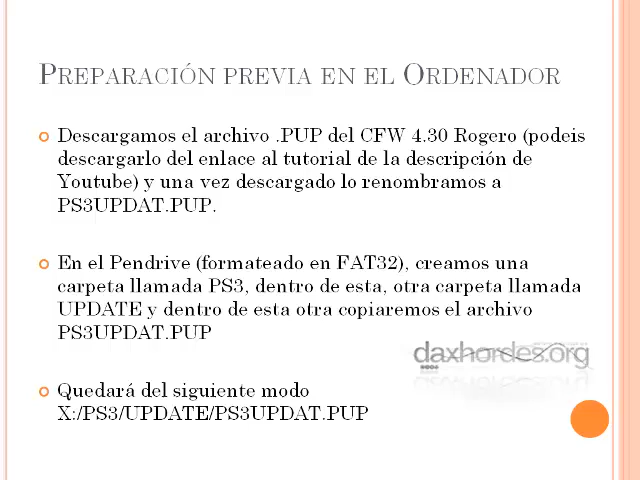 PREPARACIÓN PREVIA EN EL ORDENADOR
Descargamos el archivo .PUP del CFW 4.30 Rogero (podeis
descargarlo del enlace al tutorial de la descripción de
Youtube) y una vez descargado lo renombramos a
PS3UPDAT.PUP.
En el Pendrive (formateado en FAT32), creamos una
carpeta llamada PS3, dentro de esta, otra carpeta llamada
UPDATE y dentro de esta otra copiaremos el archivo
PS3UPDAT.PUP
daxhordes.org
Quedará del siguiente modo
X:/PS3/UPDATE/PS3UPDAT.PUP